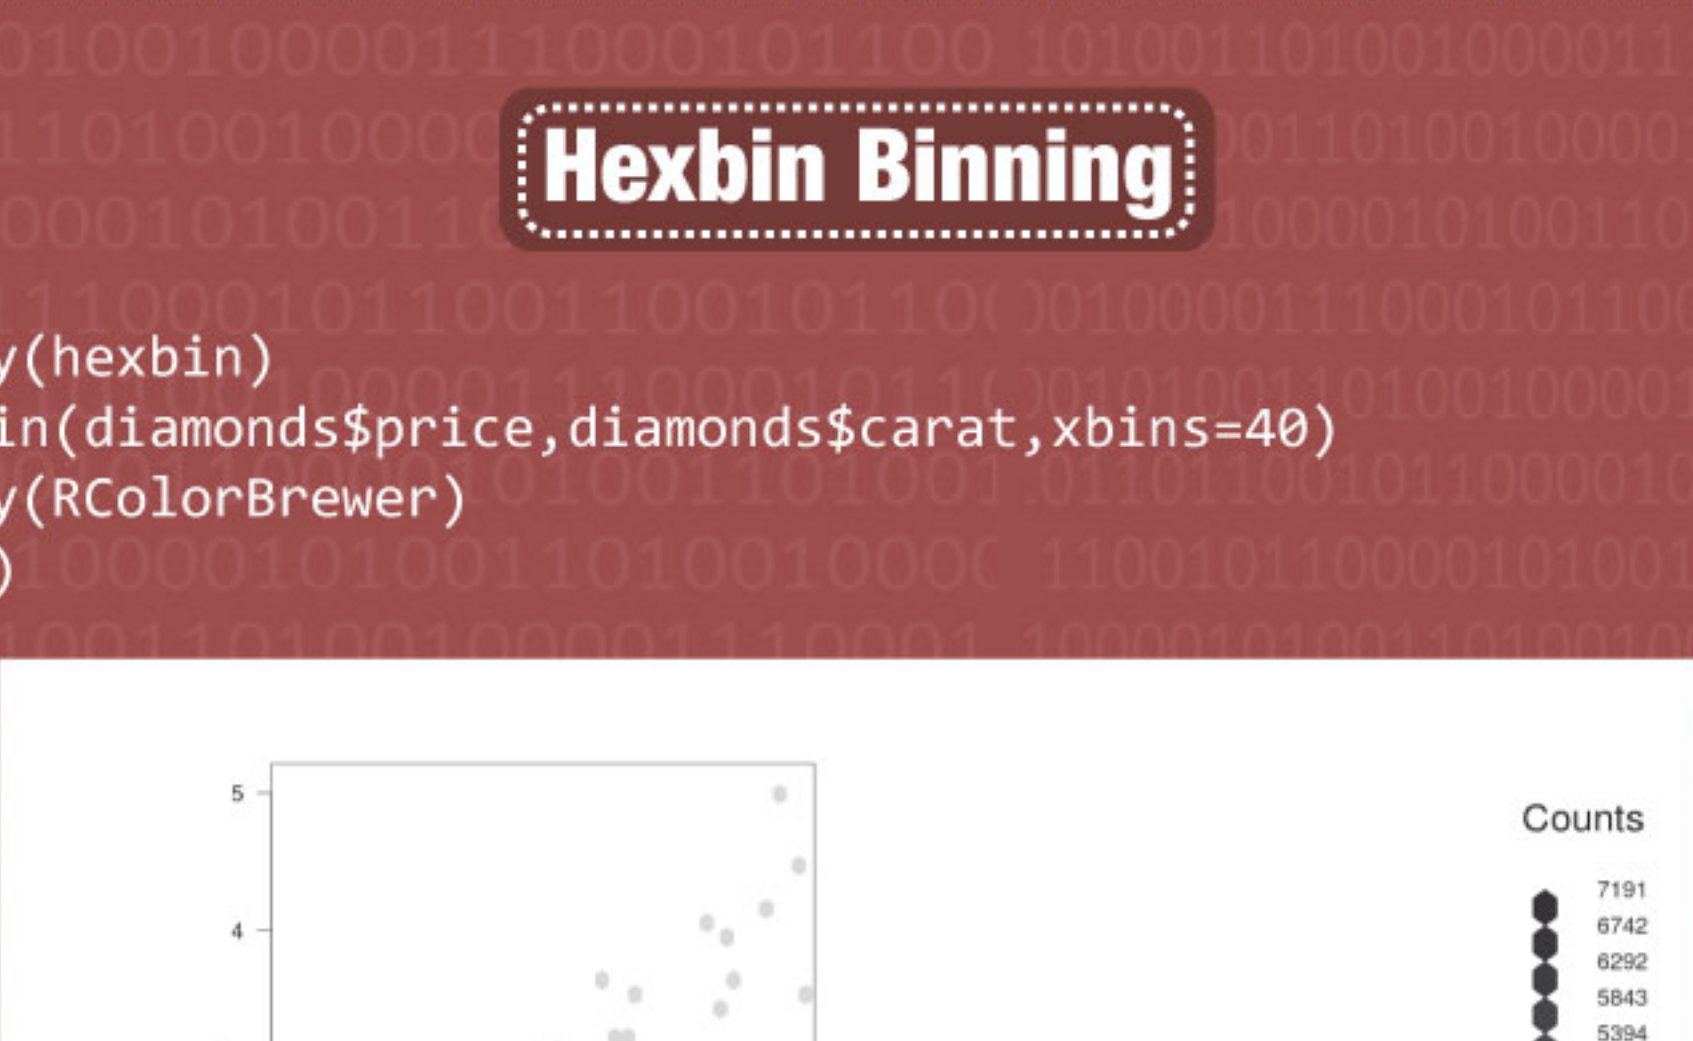 Hexbin Binning
y(hexbin)
in(diamonds$price,diamonds$carat,xbins=40)
y(RColorBrewer)
)
5
4
Counts
7191
6742
6292
5843
5394